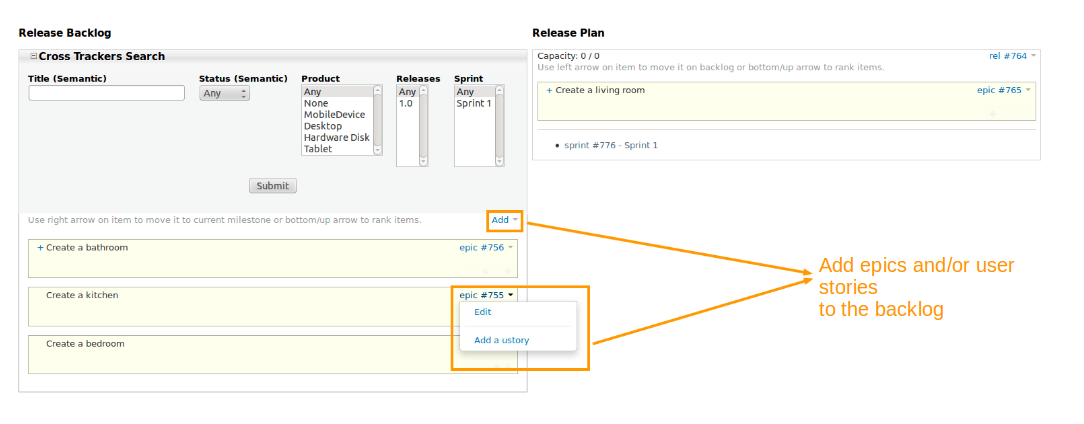 Release Backlog
Cross Trackers Search
Title (Semantic)
Status (Semantic)
Any
Product
Any
None
MobileDevice
Desktop
Hardware Disk
Tablet
Releases
Any
1.0
Sprint
Any
Sprint 1
Submit
Use right arrow on item to move it to current milestone or bottom/up arrow to rank items.
Add
+ Create a bathroom
epic #756
Create a kitchen
epic #755
Edit
Add a ustory
Create a bedroom
Release Plan
Capacity: 0 / 0
rel #764
Use left arrow on item to move it on backlog or bottom/up arrow to rank items.
+ Create a living room
epic #765
• sprint #776 - Sprint 1
Add epics and/or user
stories
to the backlog